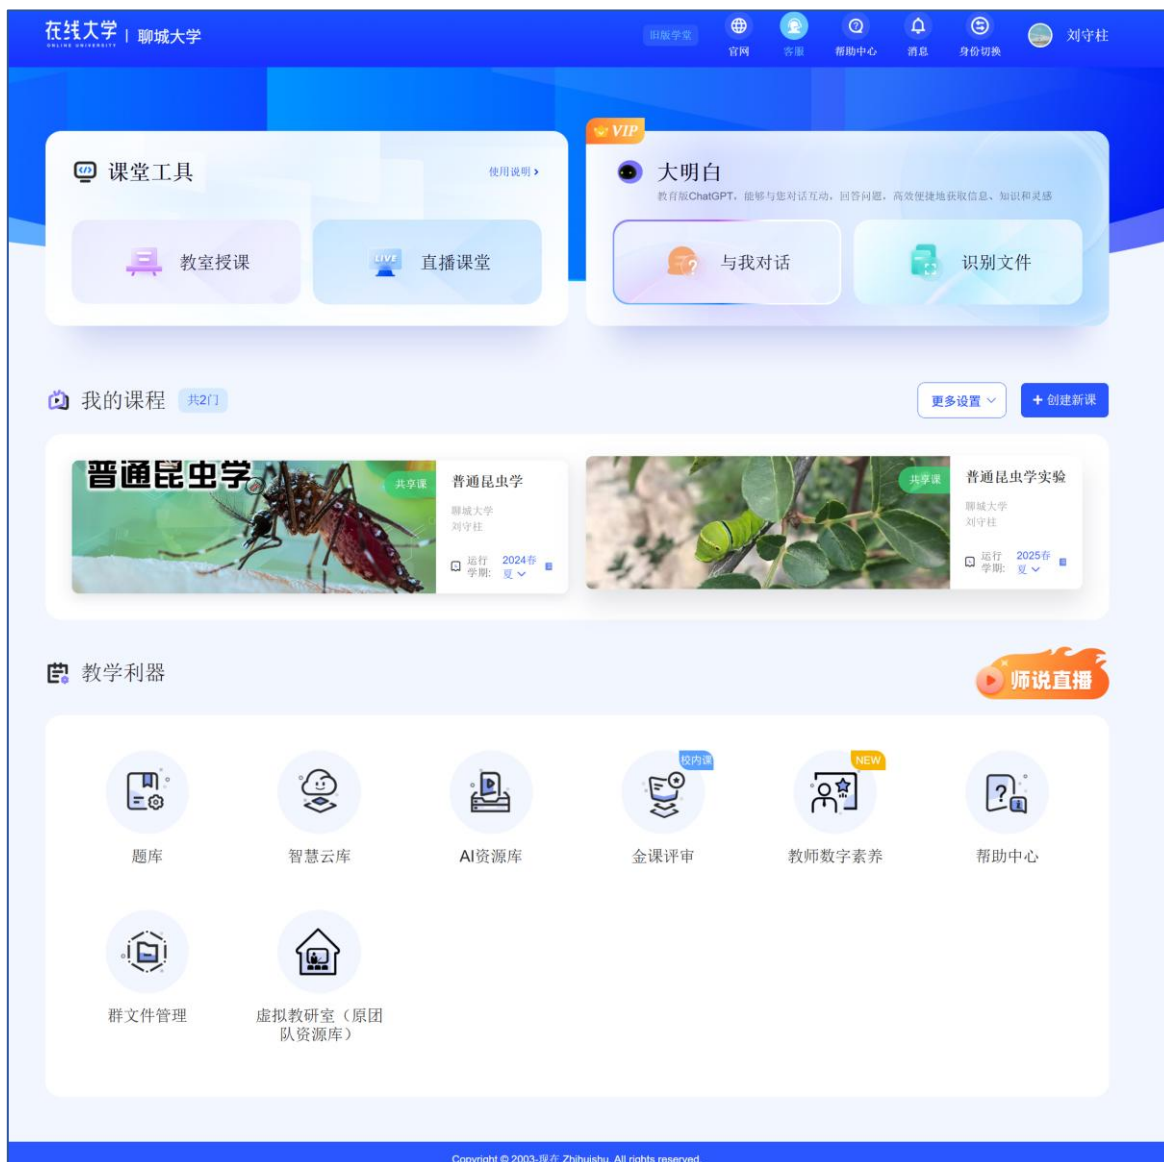 在线大学
ONLINE UNIVERSITY
聊城大学
旧版学堂
官网
客服
帮助中心
消息
身份切换
刘守柱
课堂工具
使用说明 >
教室授课
LIVE
直播课堂
VIP
大明白
教育版ChatGPT，能够与您对话互动，回答问题，高效便捷地获取信息、知识和灵感
与我对话
识别文件
我的课程
共2门
更多设置
+ 创建新课
普通昆虫学
共享课
普通昆虫学
聊城大学
刘守柱
运行
学期:
2024春
夏
共享课
普通昆虫学实验
聊城大学
刘守柱
运行
学期:
2025春
夏
教学利器
师说直播
题库
智慧云库
AI资源库
校内课
金课评审
NEW
教师数字素养
帮助中心
群文件管理
虚拟教研室（原团
队资源库）
Copyright © 2003-现在 Zhihuishu. All rights reserved.